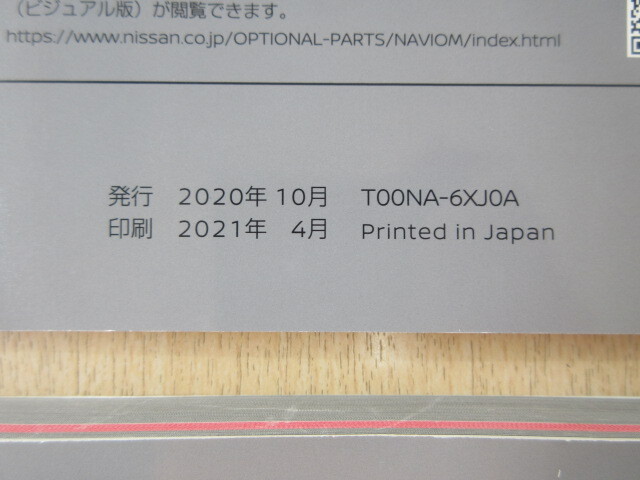 （ビジュアル版）が閲覧できます。
https://www.nissan.co.jp/OPTIONAL-PARTS/NAVIOM/index.html
発行 2020年 10月 T00NA-6XJ0A
印刷 2021年 4月 Printed in Japan